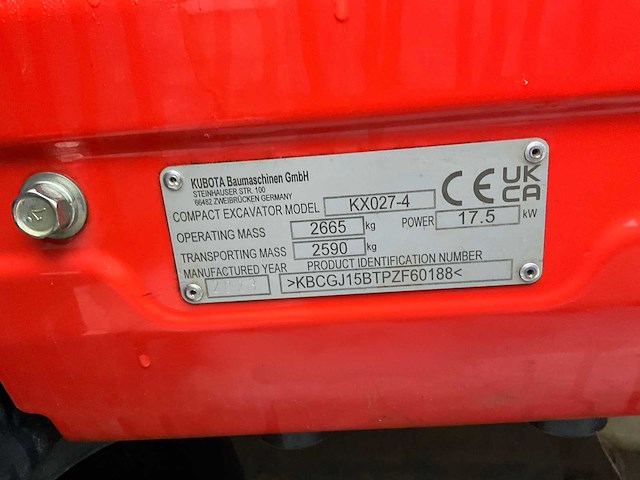 KUBOTA Baumaschinen GmbH
STEINHAUSER STR. 100
66482 ZWEIBRÜCKEN GERMANY
CE UK CA
COMPACT EXCAVATOR MODEL KX027-4
OPERATING MASS 2665 kg POWER 17.5 kW
TRANSPORTING MASS 2590 kg
MANUFACTURED YEAR PRODUCT IDENTIFICATION NUMBER
>KBCGJ15BTPZF60188<